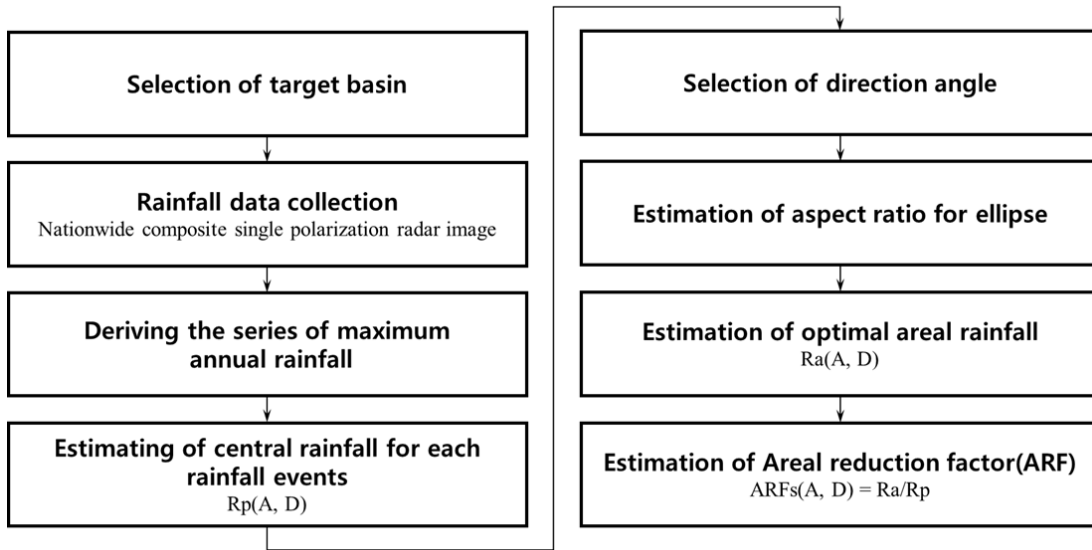 Selection of target basin
Rainfall data collection
Nationwide composite single polarization radar image
Deriving the series of maximum
annual rainfall
Estimating of central rainfall for each
rainfall events
Rp(A, D)
Selection of direction angle
Estimation of aspect ratio for ellipse
Estimation of optimal areal rainfall
Ra(A, D)
Estimation of Areal reduction factor(ARF)
ARFs(A, D) = Ra/Rp